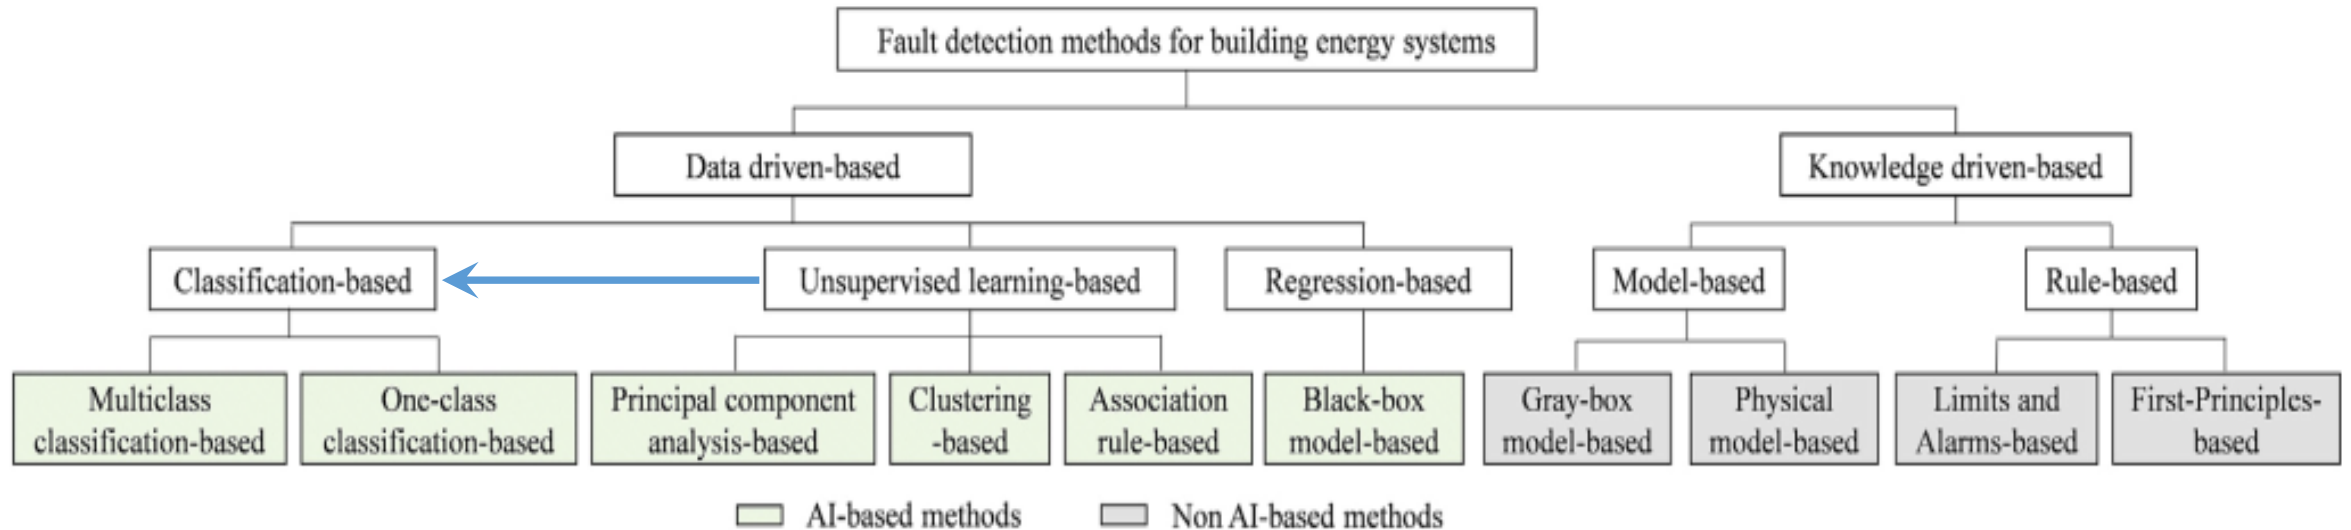 Fault detection methods for building energy systems
Data driven-based
Knowledge driven-based
Classification-based
Unsupervised learning-based
Regression-based
Model-based
Rule-based
Multiclass
classification-based
One-class
classification-based
Principal component
analysis-based
Clustering
-based
Association
rule-based
Black-box
model-based
Gray-box
model-based
Physical
model-based
Limits and
Alarms-based
First-Principles-
based
AI-based methods
Non AI-based methods